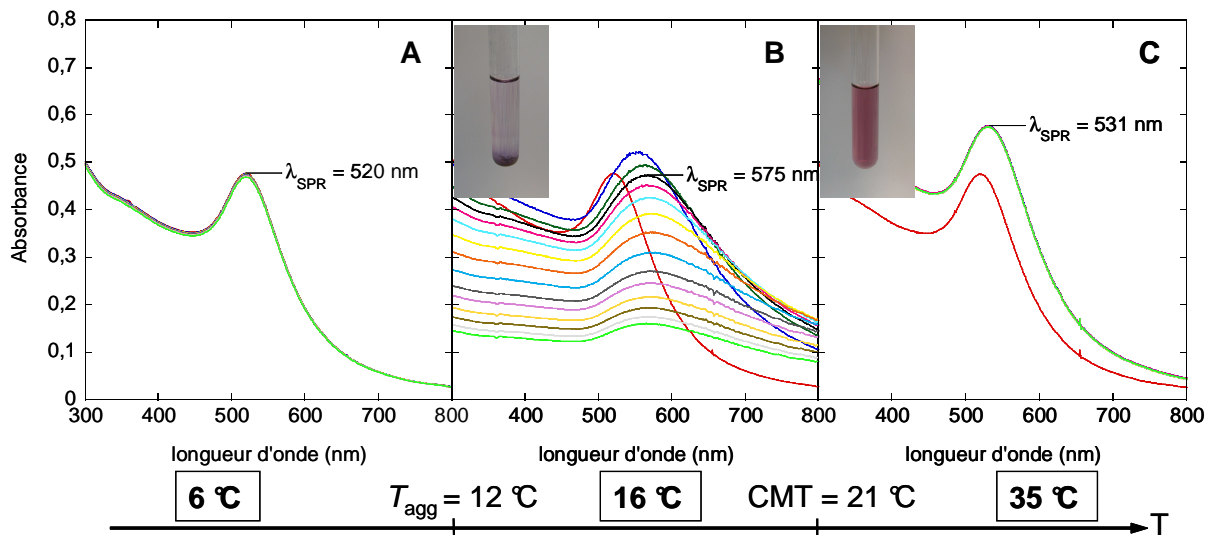 Absorbance
0,8
0,7
0,6
0,5
0,4
0,3
0,2
0,1
0
A
λSPR = 520 nm
300 400 500 600 700 800
longueur d'onde (nm)
B
λSPR = 575 nm
400 500 600 700 800
longueur d'onde (nm)
C
λSPR = 531 nm
400 500 600 700 800
longueur d'onde (nm)
6 °C
Tagg = 12 °C
16 °C
CMT = 21 °C
35 °C
T